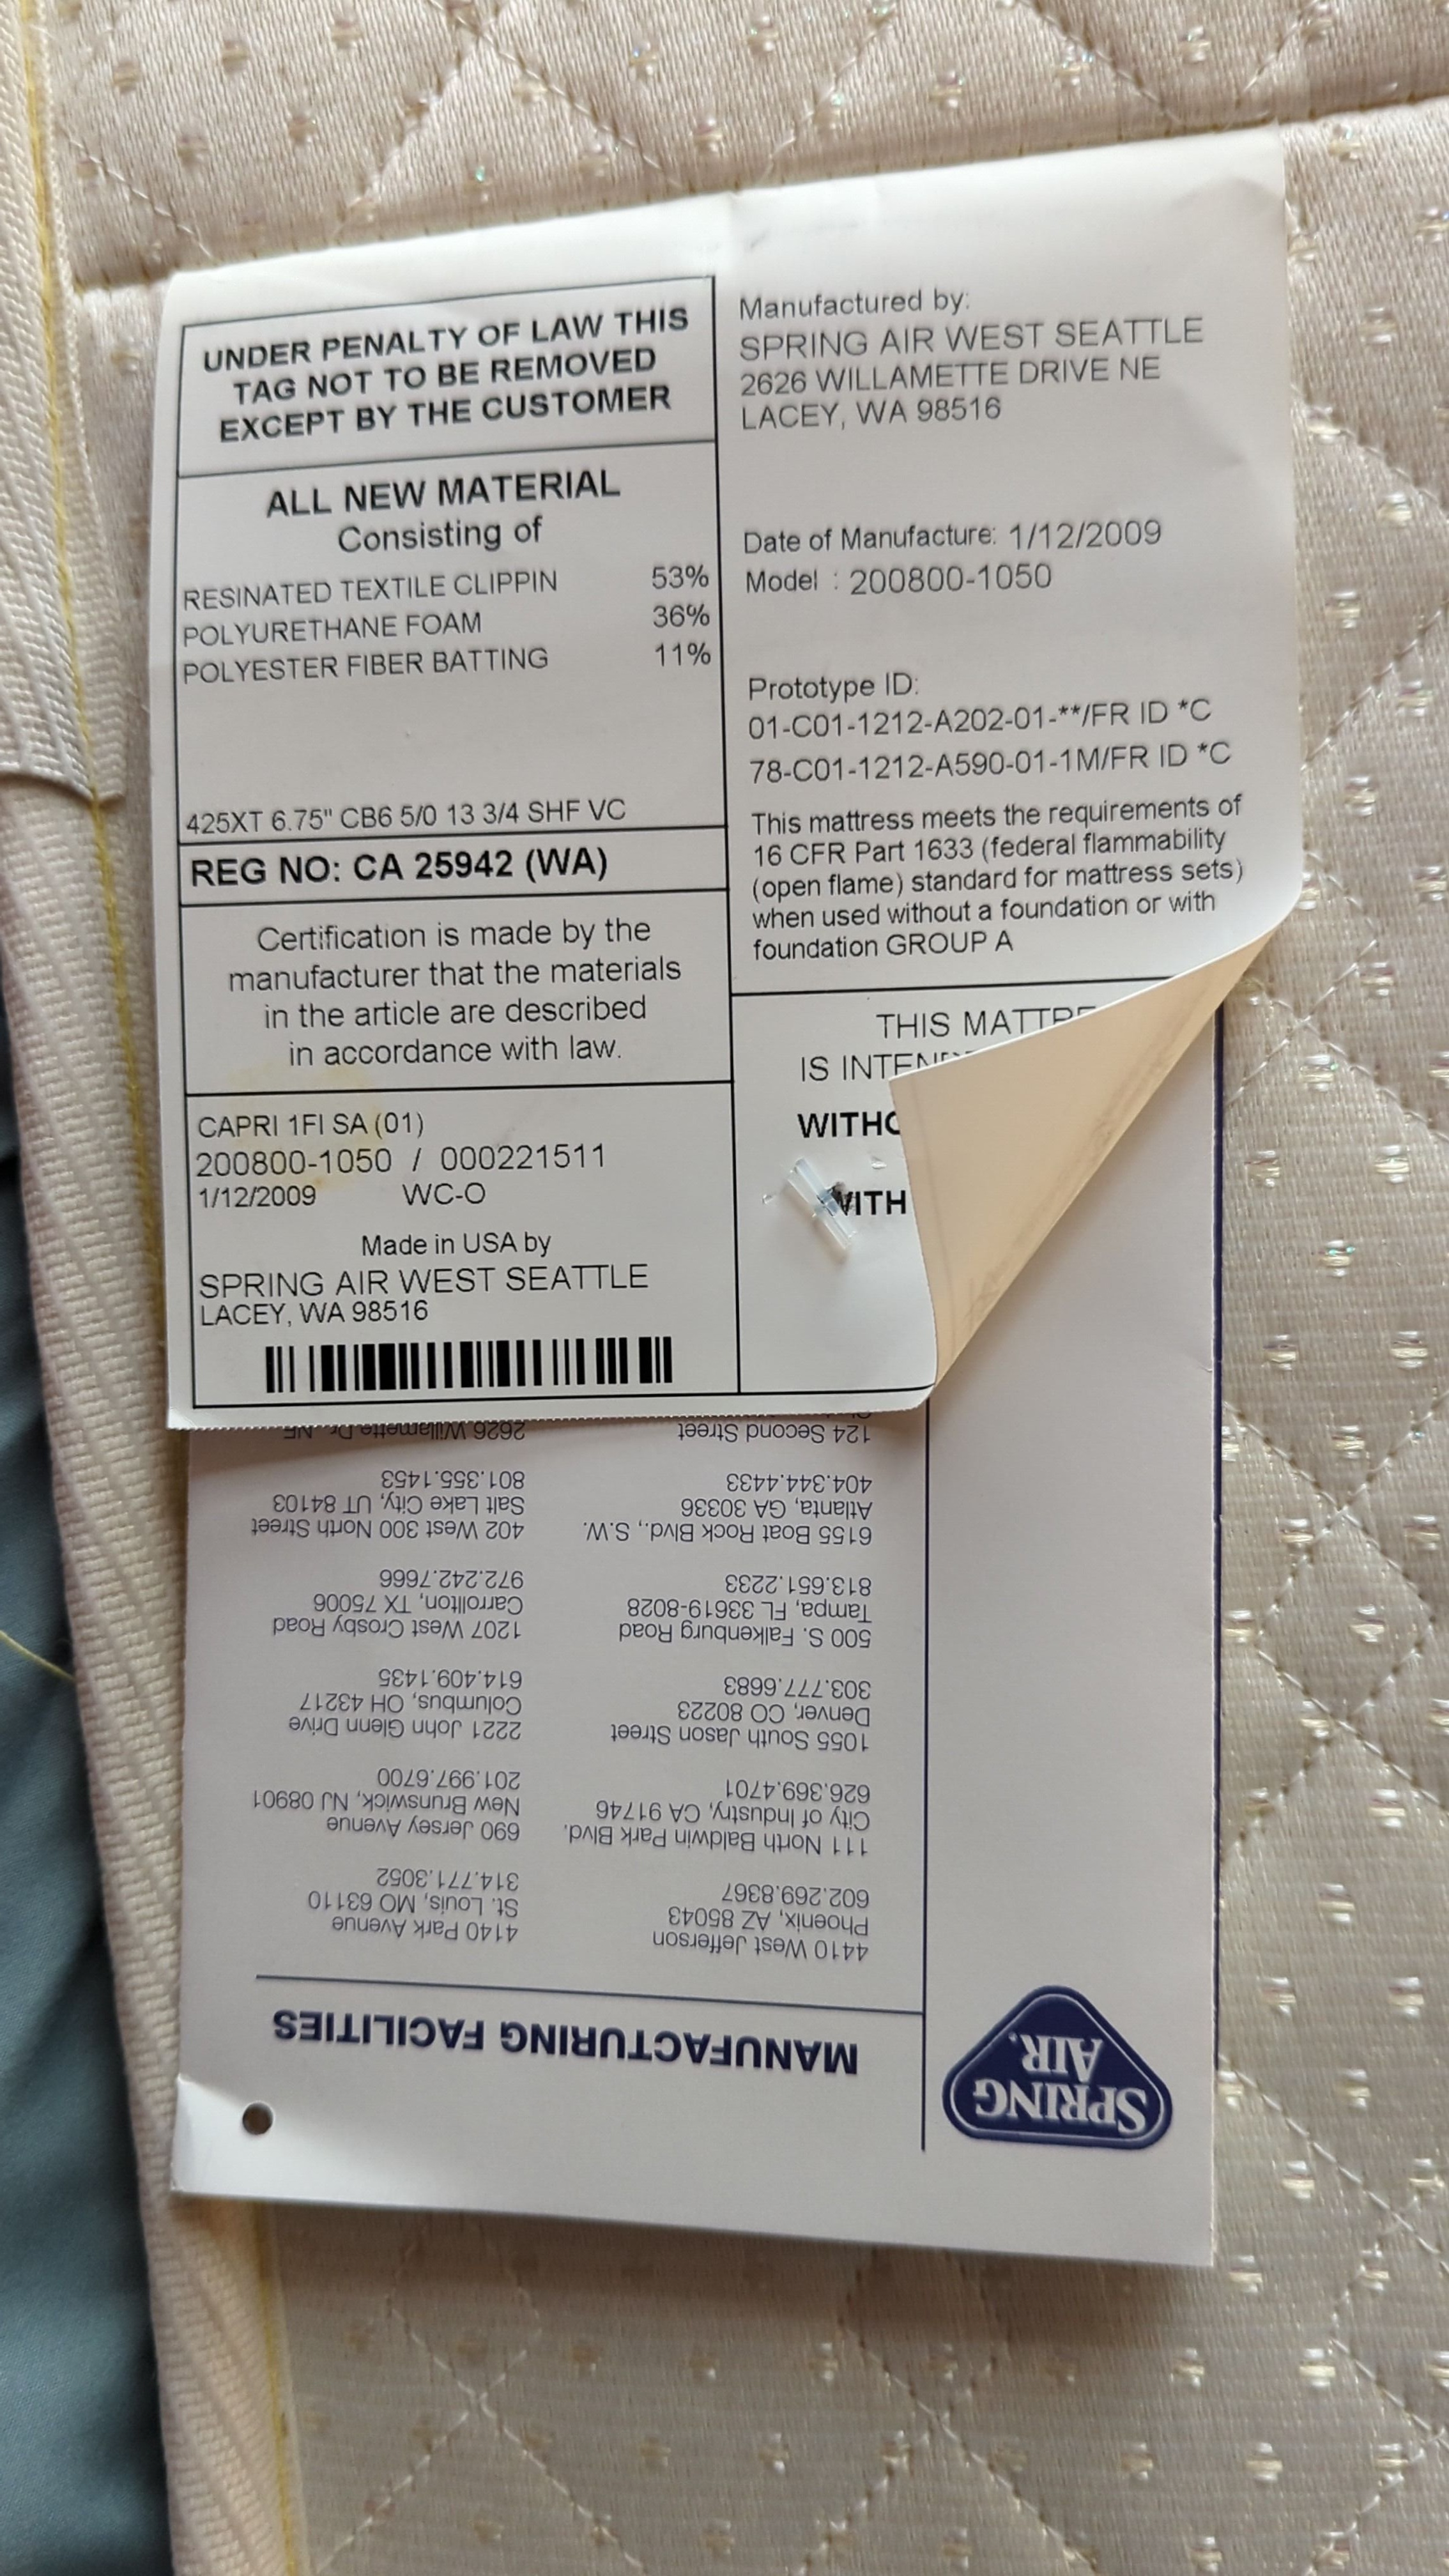 UNDER PENALTY OF LAW THIS
TAG NOT TO BE REMOVED
EXCEPT BY THE CUSTOMER
ALL NEW MATERIAL
Consisting of
RESINATED TEXTILE CLIPPIN 53%
POLYURETHANE FOAM 36%
POLYESTER FIBER BATTING 11%
425XT 6.75" CB6 5/0 13 3/4 SHF VC
REG NO: CA 25942 (WA)
Certification is made by the
manufacturer that the materials
in the article are described
in accordance with law.
CAPRI 1FI SA (01)
200800-1050 / 000221511
1/12/2009 WC-O
Made in USA by
SPRING AIR WEST SEATTLE
LACEY, WA 98516
Manufactured by:
SPRING AIR WEST SEATTLE
2626 WILLAMETTE DRIVE NE
LACEY, WA 98516
Date of Manufacture: 1/12/2009
Model : 200800-1050
Prototype ID:
01-C01-1212-A202-01-**/FR ID *C
78-C01-1212-A590-01-1M/FR ID *C
This mattress meets the requirements of
16 CFR Part 1633 (federal flammability
(open flame) standard for mattress sets)
when used without a foundation or with
foundation GROUP A
THIS
IS
WITH
SPRING
AIR.
MANUFACTURING FACILITIES
4410 West Jefferson
Phoenix, AZ 85043
602.269.8367
111 North Baldwin Park Blvd.
City of Industry, CA 91746
626.369.4701
1055 South Jason Street
Denver, CO 80223
303.777.6683
500 S. Falkenburg Road
Tampa, FL 33619-8028
813.651.2233
6155 Boat Rock Blvd., S.W.
Atlanta, GA 30336
404.344.4433
124 Second Street
4140 Park Avenue
St. Louis, MO 63110
314.771.3052
690 Jersey Avenue
New Brunswick, NJ 08901
201.997.6700
2221 John Glenn Drive
Columbus, OH 43217
614.409.1435
1207 West Crosby Road
Carrollton, TX 75006
972.242.7666
402 West 300 North Street
Salt Lake City, UT 84103
801.355.1453
2626 Willamette Dr., NE